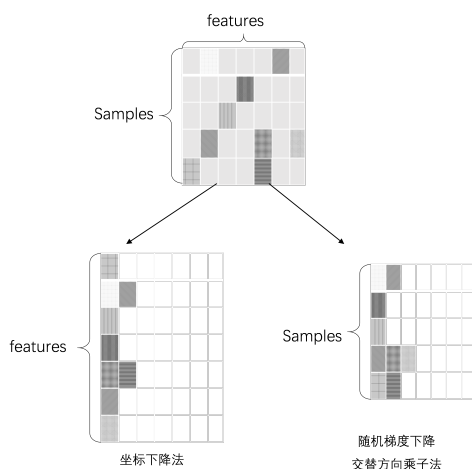 features
Samples
features
Samples
坐标下降法
随机梯度下降
交替方向乘子法